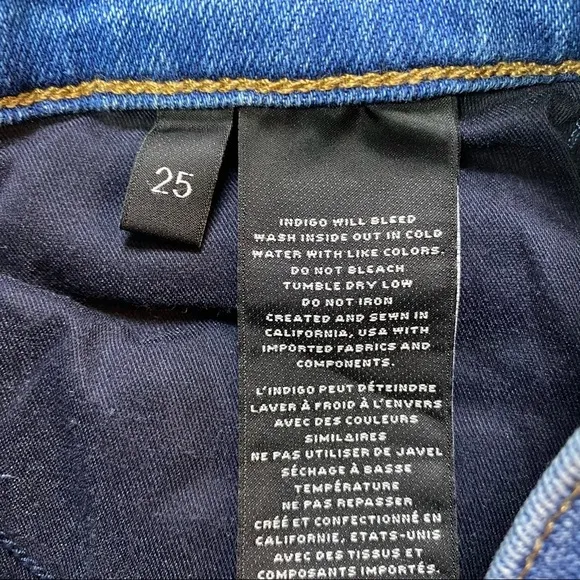 25
INDIGO WILL BLEED
WASH INSIDE OUT IN COLD
WATER WITH LIKE COLORS.
DO NOT BLEACH
TUMBLE DRY LOW
DO NOT IRON
CREATED AND SEWN IN
CALIFORNIA, USA WITH
IMPORTED FABRICS AND
COMPONENTS.
L'INDIGO PEUT DÉTEINDRE
LAVER À FROID À L'ENVERS
AVEC DES COULEURS
SIMILAIRES
NE PAS UTILISER DE JAVEL
SÉCHAGE À BASSE
TEMPÉRATURE
NE PAS REPASSER
CRÉÉ ET CONFECTIONNÉ EN
CALIFORNIE, ETATS-UNIS
AVEC DES TISSUS ET
COMPOSANTS IMPORTÉS.